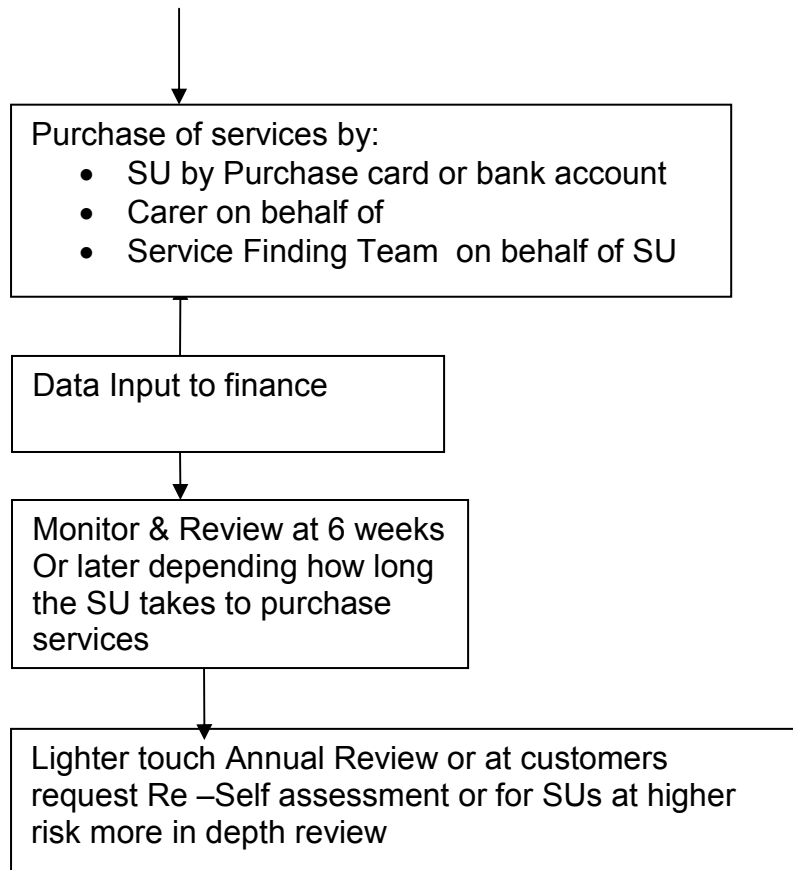 Purchase of services by:
• SU by Purchase card or bank account
• Carer on behalf of
• Service Finding Team  on behalf of SU
Data Input to finance
Monitor & Review at 6 weeks
Or later depending how long
the SU takes to purchase
services
Lighter touch Annual Review or at customers
request Re –Self assessment or for SUs at higher
risk more in depth review